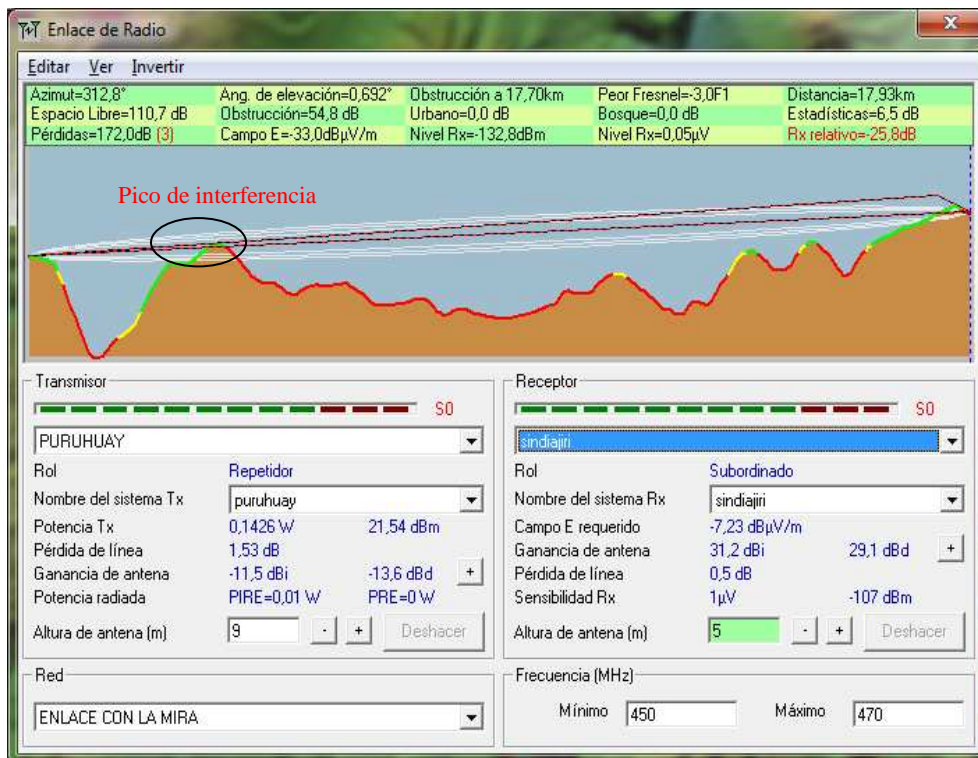 Enlace de Radio
Editar Ver Invertir
Azimut=312,8° Ang. de elevación=0,692° Obstrucción a 17,70km Peor Fresnel=-3,0F1 Distancia=17,93km
Espacio Libre=110,7 dB Obstrucción=54,8 dB Urbano=0,0 dB Bosque=0,0 dB Estadísticas=6,5 dB
Pérdidas=172,0dB (3) Campo E=-33,0dBµV/m Nivel Rx=-132,8dBm Nivel Rx=0,05µV Rx relativo=-25,8dB
Pico de interferencia
Transmisor
S0
PURUHUAY
Rol Repetidor
Nombre del sistema Tx puruhuay
Potencia Tx 0,1426 W 21,54 dBm
Pérdida de línea 1,53 dB
Ganancia de antena -11,5 dBi -13,6 dBd +
Potencia radiada PIRE=0,01 W PRE=0 W
Altura de antena (m) 9 - + Deshacer
Red
ENLACE CON LA MIRA
Receptor
S0
sindiajiri
Rol Subordinado
Nombre del sistema Rx sindiajiri
Campo E requerido -7,23 dBµV/m
Ganancia de antena 31,2 dBi 29,1 dBd +
Pérdida de línea 0,5 dB
Sensibilidad Rx 1µV -107 dBm
Altura de antena (m) 5 - + Deshacer
Frecuencia (MHz)
Mínimo 450 Máximo 470